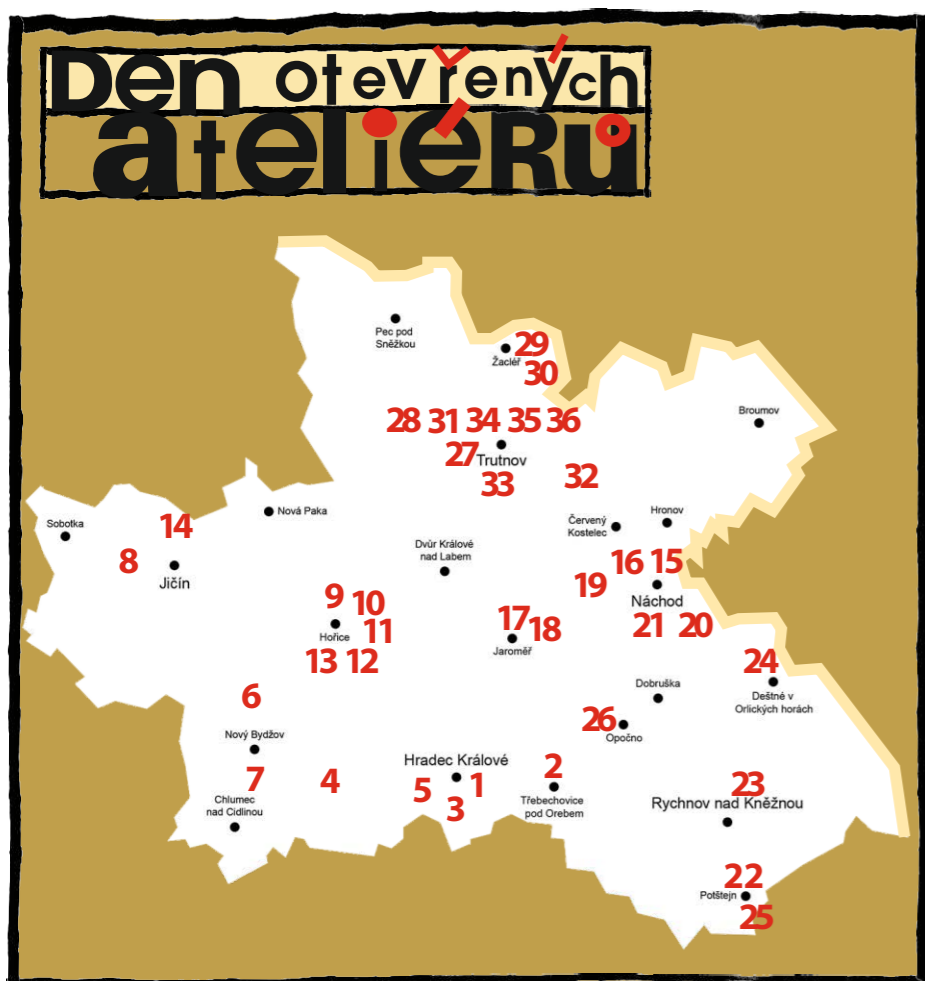 Den otevřených
ateliérů
Pec pod
Sněžkou
29
Žacléř
30
28 31 34 35 36
Broumov
27
Trutnov
32
33
Nová Paka
Sobotka
14
Červený
Kostelec
Hronov
8
Jičín
Dvůr Králové
nad Labem
16 15
19
Náchod
9 10
Hořice
11
13 12
17 18
Jaroměř
21 20
24
Deštné v
Orlických horách
6
Dobruška
26
Opočno
Nový Bydžov
7
4
Hradec Králové
5 1
3
2
Třebechovice
pod Orebem
23
Rychnov nad Kněžnou
Chlumec
nad Cidlinou
22
Potštejn
25